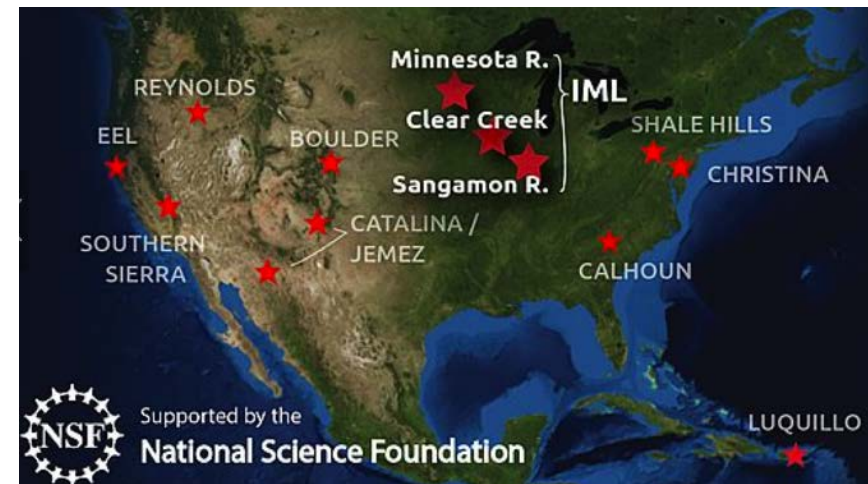 Minnesota R.
IML
REYNOLDS
Clear Creek
SHALE HILLS
EEL
BOULDER
CHRISTINA
Sangamon R.
CATALINA /
JEMEZ
SOUTHERN
SIERRA
CALHOUN
LUQUILLO
NSF
Supported by the
National Science Foundation